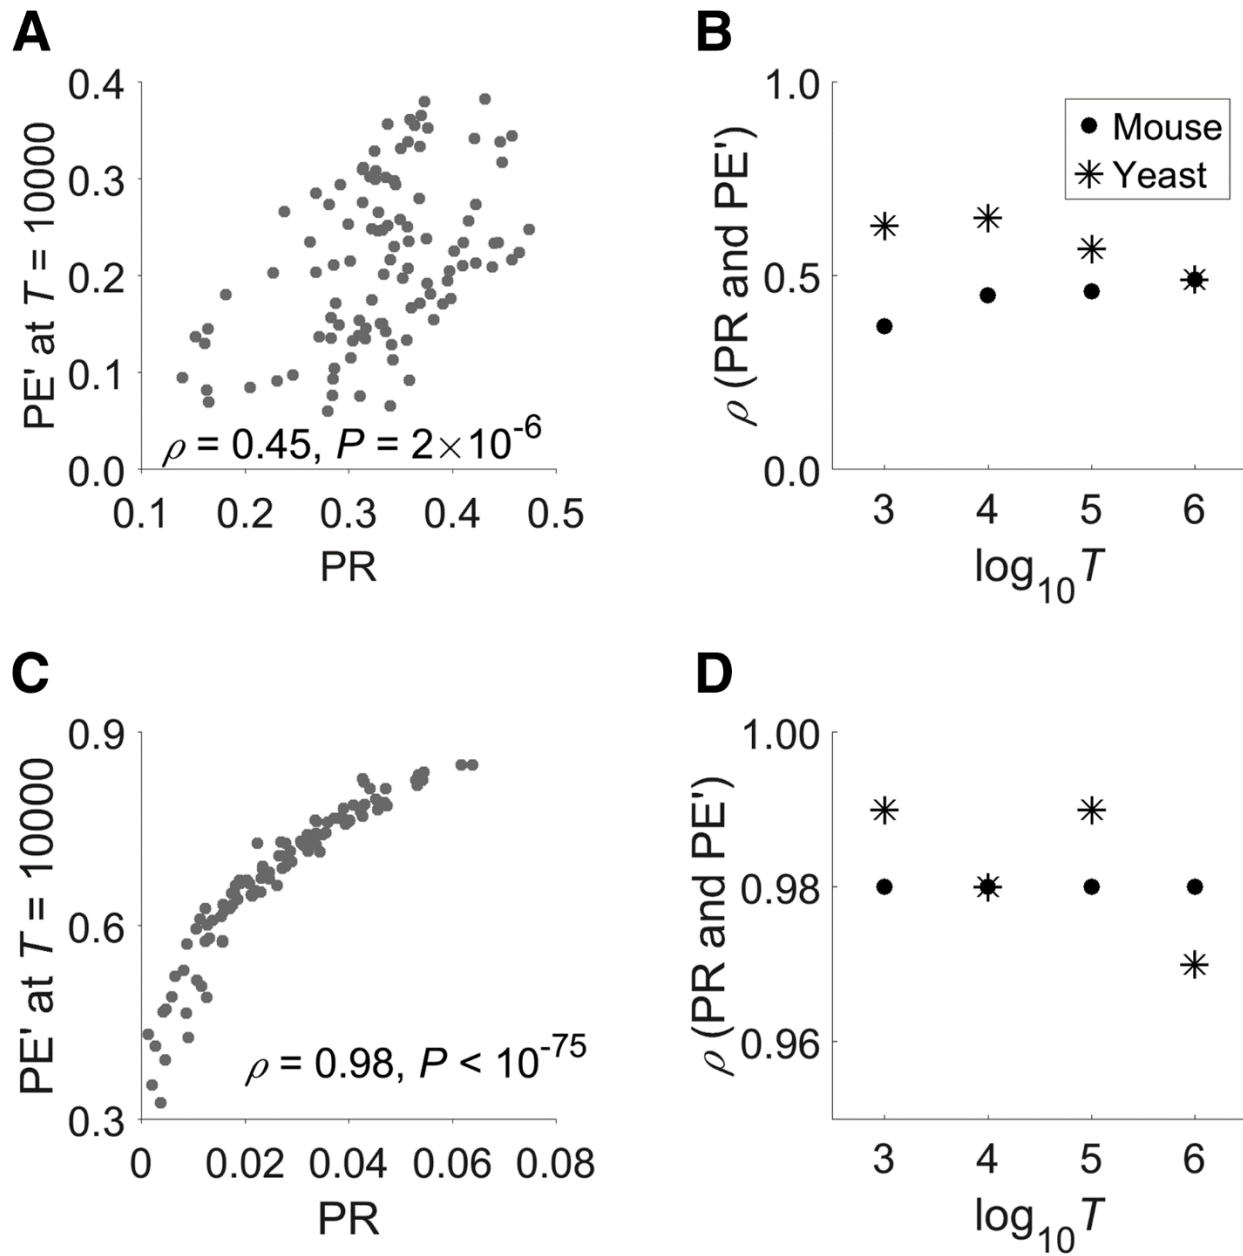 A
PE' at T = 10000
0.4
0.3
0.2
0.1
0.0
ρ = 0.45, P = 2×10⁻⁶
0.1 0.2 0.3 0.4 0.5
PR
B
ρ (PR and PE')
1.0
0.5
0.0
Mouse
Yeast
3 4 5 6
log₁₀T
C
PE' at T = 10000
0.9
0.6
0.3
ρ = 0.98, P < 10⁻⁷⁵
0 0.02 0.04 0.06 0.08
PR
D
ρ (PR and PE')
1.00
0.98
0.96
3 4 5 6
log₁₀T